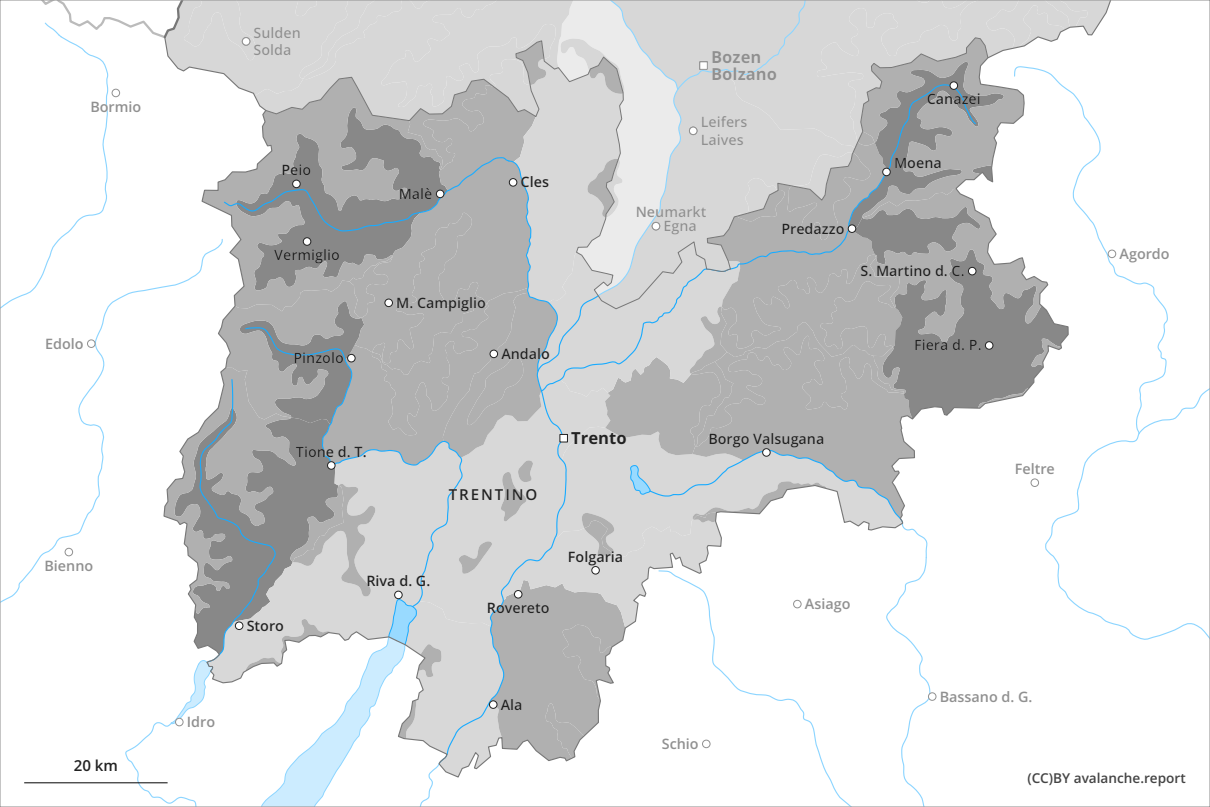 Sulden
Solda
Bozen
Bolzano
Bormio
Canazei
Leifers
Laives
Moena
Peio
Malè
Cles
Neumarkt
Egna
Predazzo
Vermiglio
Agordo
S. Martino d. C.
M. Campiglio
Edolo
Pinzolo
Andalo
Fiera d. P.
Trento
Borgo Valsugana
Tione d. T.
Feltre
TRENTINO
Bienno
Folgaria
Riva d. G.
Rovereto
Asiago
Storo
Idro
Ala
Bassano d. G.
Schio
20 km
(CC)BY avalanche.report